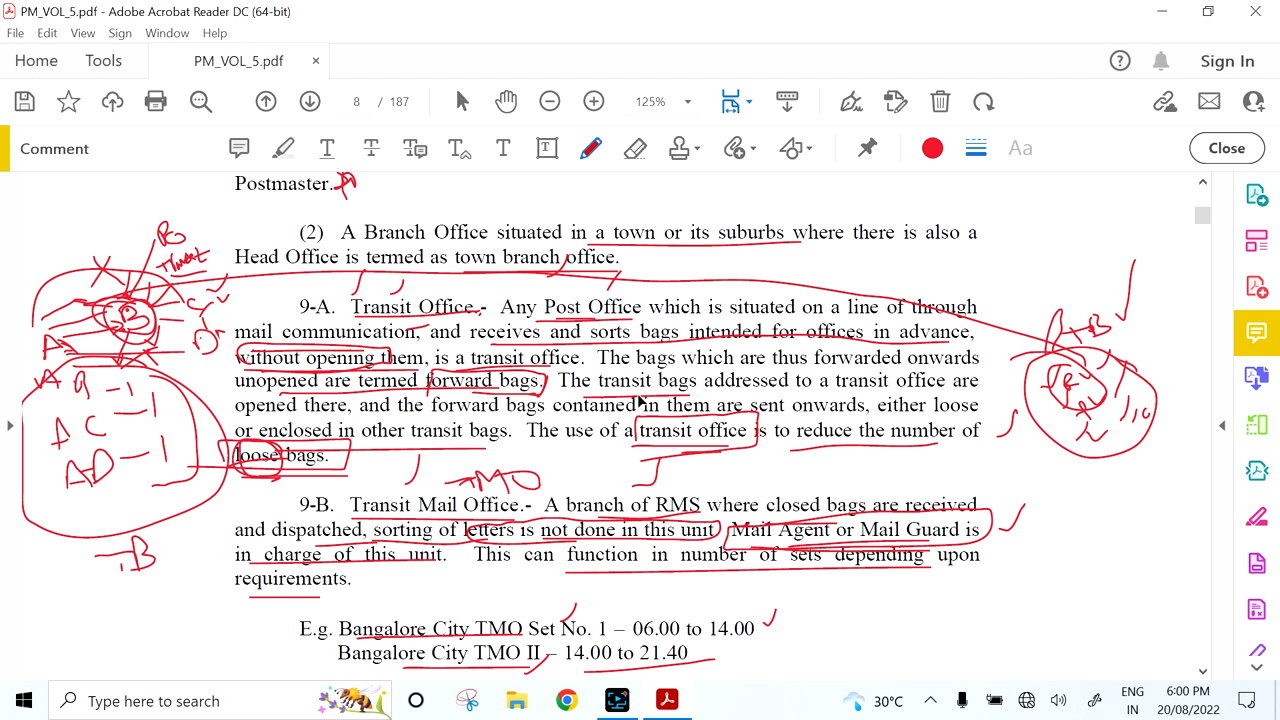 PM_VOL_5.pdf - Adobe Acrobat Reader DC (64-bit)
File Edit View Sign Window Help
Home Tools PM_VOL_5.pdf × Sign In
8 / 187 125%
Comment Aa Close
Postmaster.
(2) A Branch Office situated in a town or its suburbs where there is also a
Head Office is termed as town branch office.
9-A. Transit Office.- Any Post Office which is situated on a line of through
mail communication, and receives and sorts bags intended for offices in advance,
without opening them, is a transit office. The bags which are thus forwarded onwards
unopened are termed forward bags. The transit bags addressed to a transit office are
opened there, and the forward bags contained in them are sent onwards, either loose
or enclosed in other transit bags. The use of a transit office is to reduce the number of
loose bags.
TMO
9-B. Transit Mail Office.- A branch of RMS where closed bags are received
and dispatched, sorting of letters is not done in this unit Mail Agent or Mail Guard is
in charge of this unit. This can function in number of sets depending upon
requirements.
E.g. Bangalore City TMO Set No. 1 – 06.00 to 14.00
Bangalore City TMO II – 14.00 to 21.40
A C - 1
A D - 1
T.B
Type here to search
30°C
ENG
IN
6:00 PM
20/08/2022